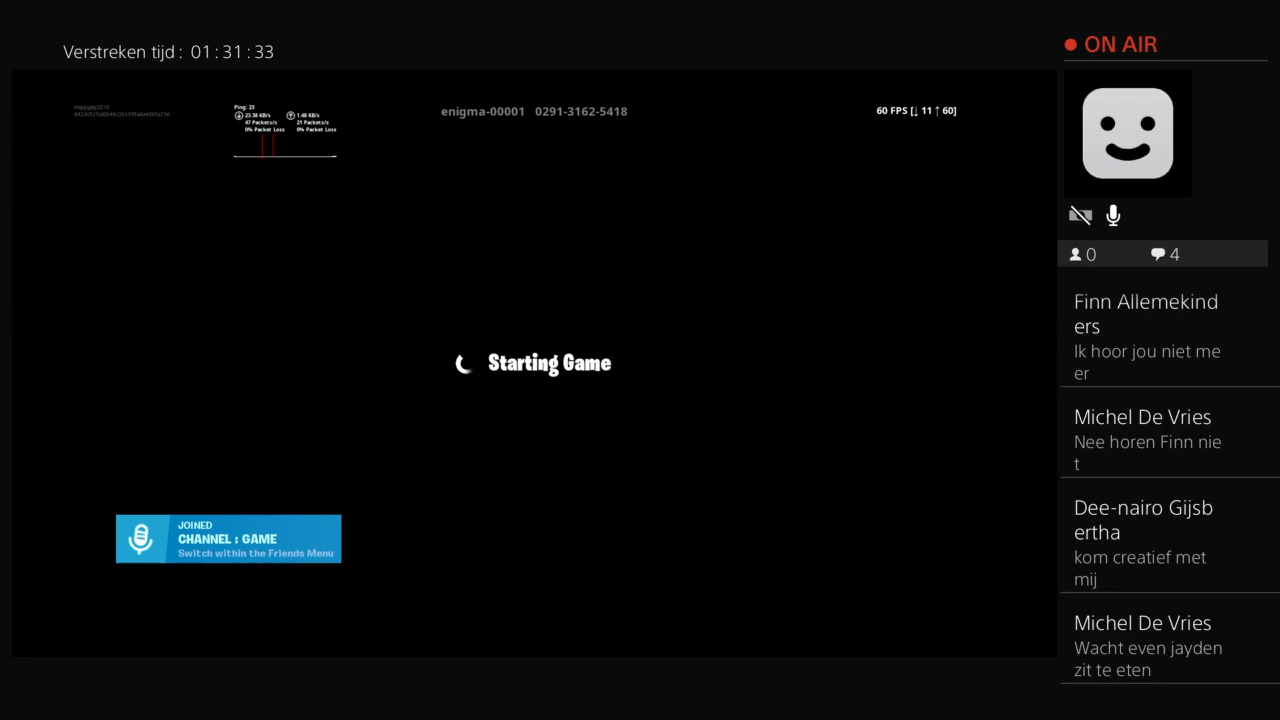 Verstreken tijd : 01 : 31 : 33
ON AIR
Happyjay2010
Ping: 23
23.38 KB/s 1.48 KB/s
47 Packets/s 21 Packets/s
0% Packet Loss 0% Packet Loss
enigma-00001 0291-3162-5418
60 FPS [↓ 11 ↑ 60]
0 4
Finn Allemekind
ers
Ik hoor jou niet me
er
Michel De Vries
Nee horen Finn nie
t
Dee-nairo Gijsb
ertha
kom creatief met
mij
Michel De Vries
Wacht even jayden
zit te eten
Starting Game
JOINED
CHANNEL : GAME
Switch within the Friends Menu